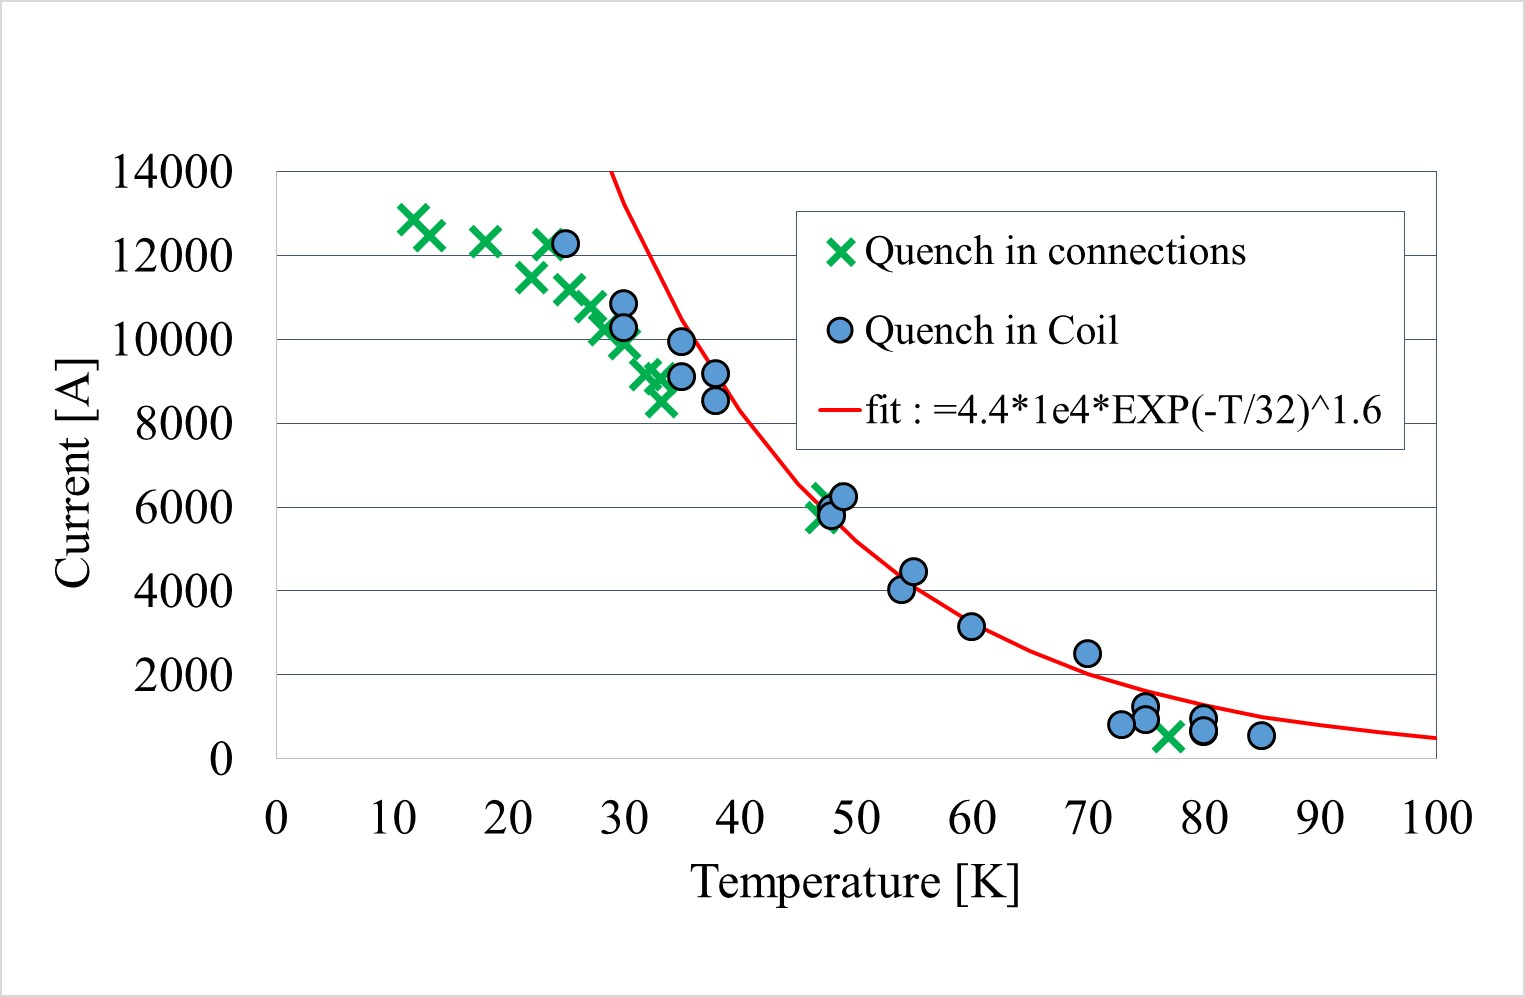 14000
12000
10000
8000
6000
4000
2000
0
Current [A]
Quench in connections
Quench in Coil
fit : =4.4*1e4*EXP(-T/32)^1.6
0 10 20 30 40 50 60 70 80 90 100
Temperature [K]